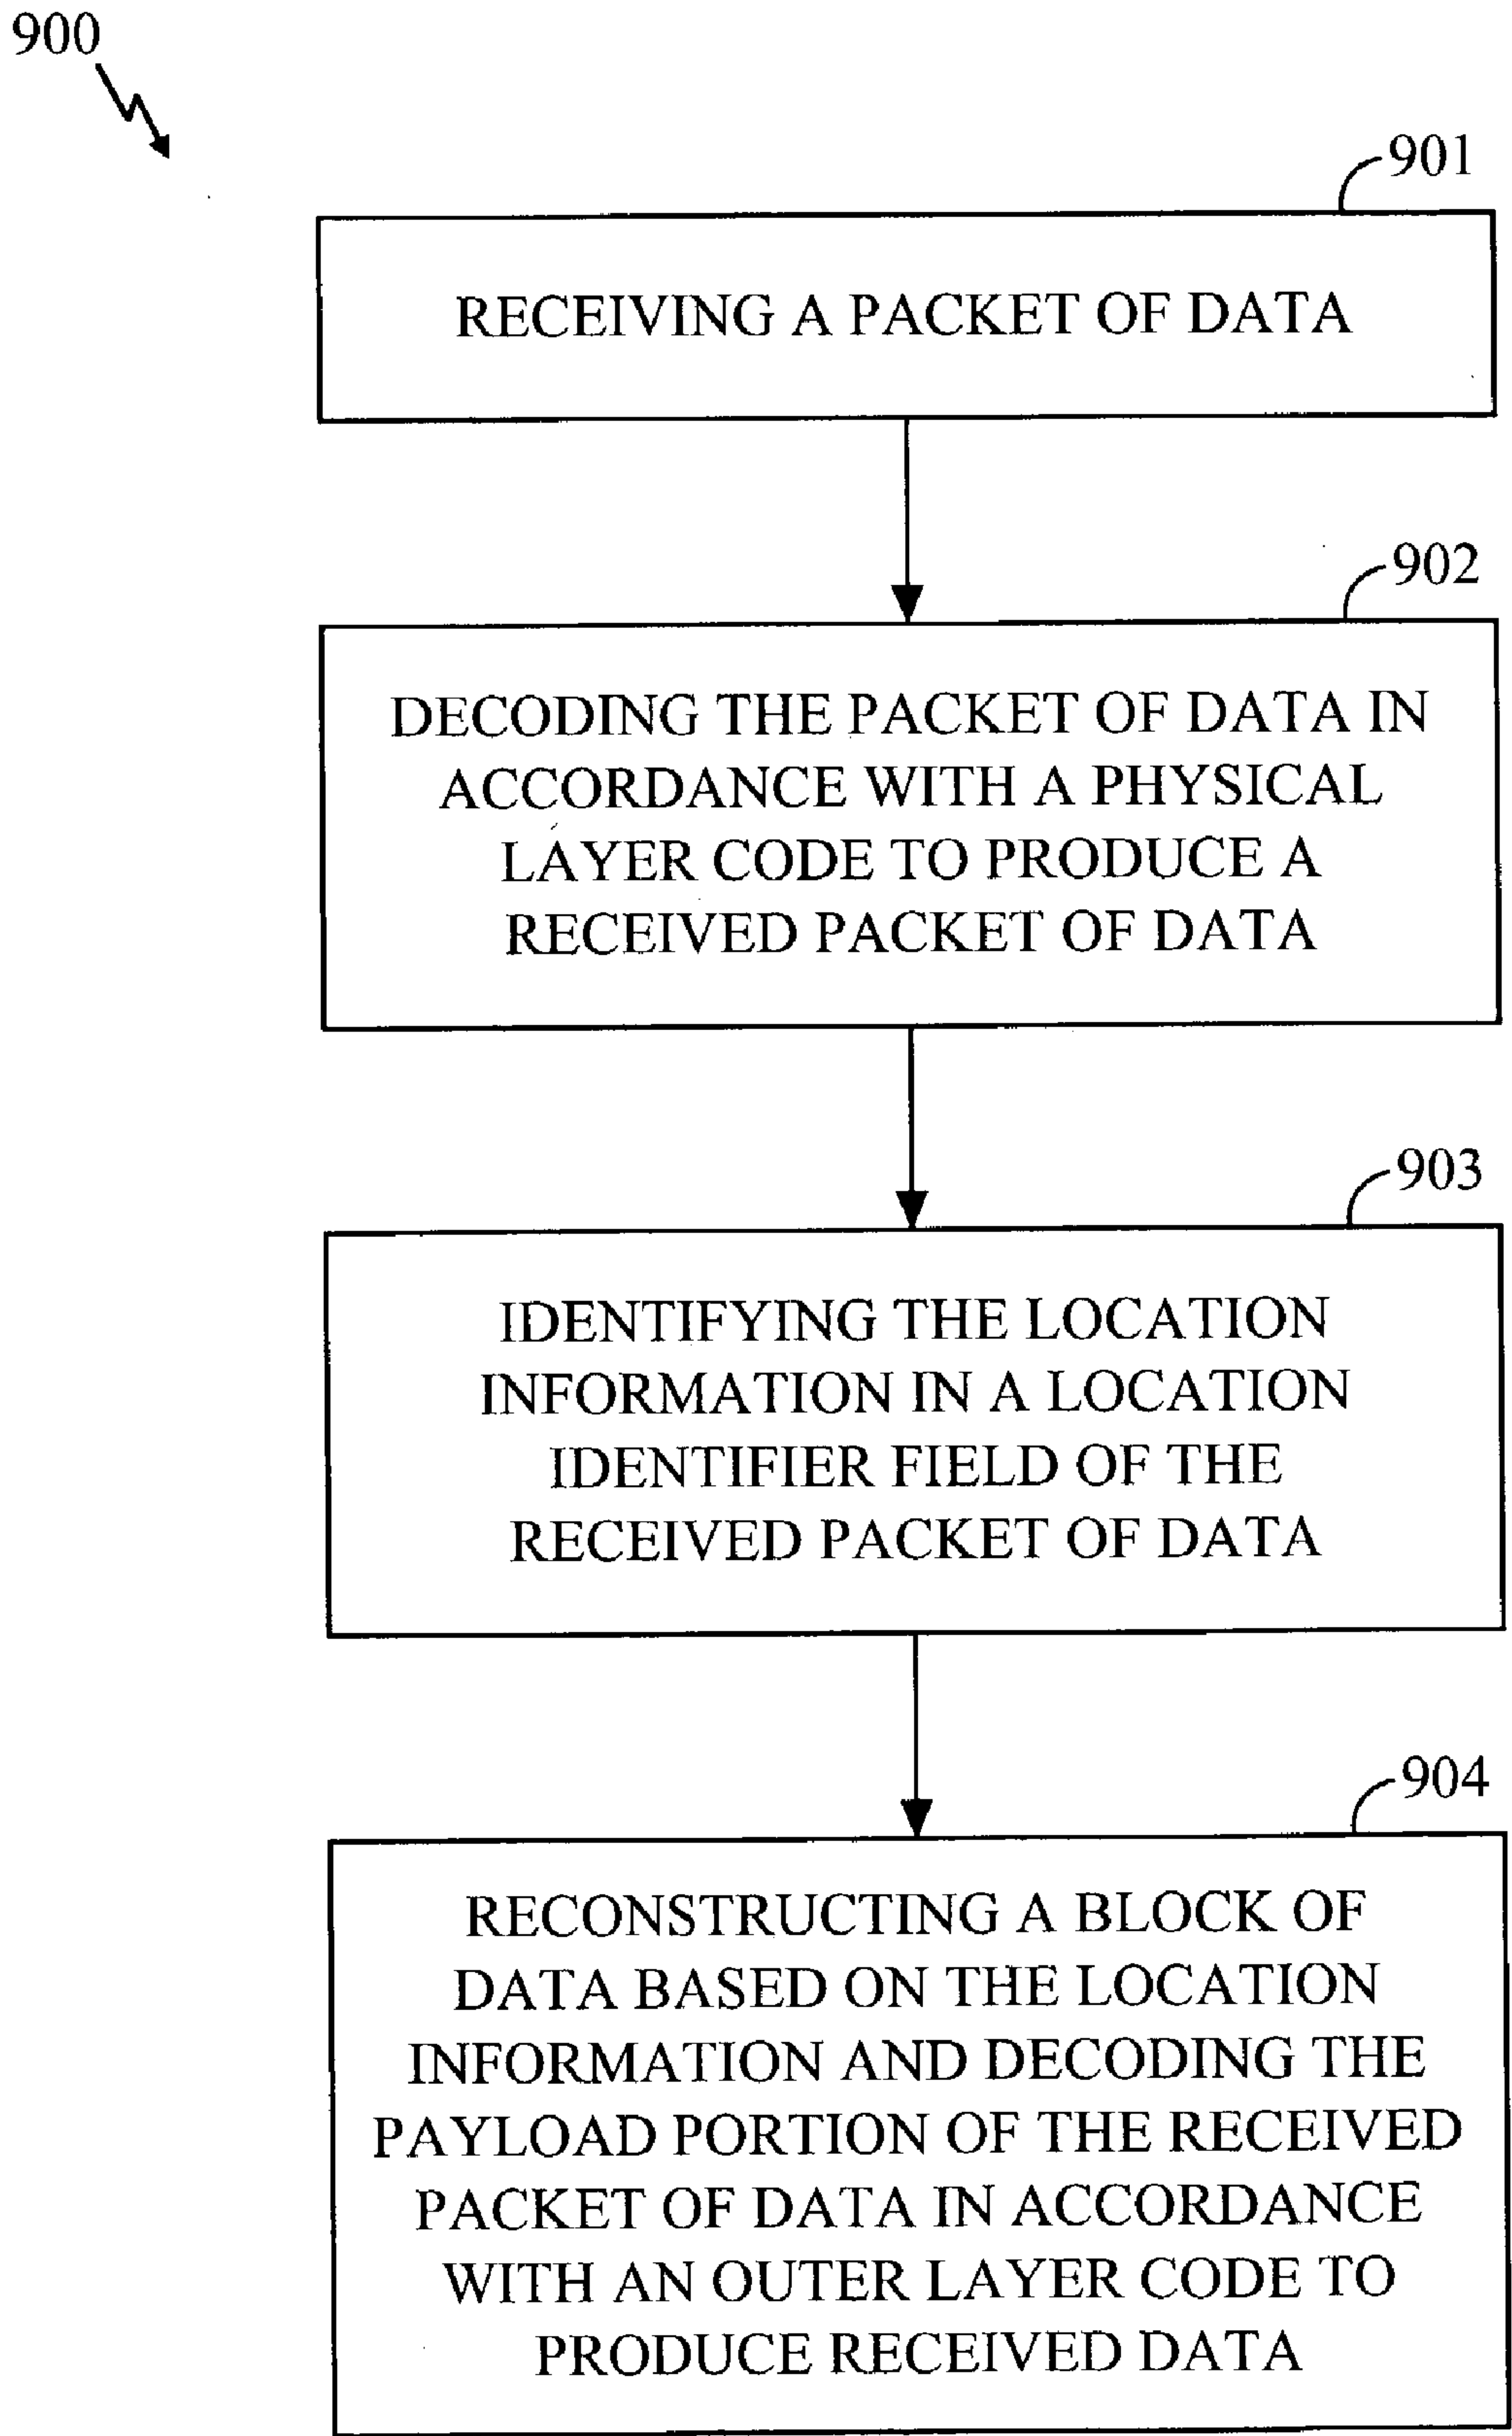 900
901
RECEIVING A PACKET OF DATA
902
DECODING THE PACKET OF DATA IN
ACCORDANCE WITH A PHYSICAL
LAYER CODE TO PRODUCE A
RECEIVED PACKET OF DATA
903
IDENTIFYING THE LOCATION
INFORMATION IN A LOCATION
IDENTIFIER FIELD OF THE
RECEIVED PACKET OF DATA
904
RECONSTRUCTING A BLOCK OF
DATA BASED ON THE LOCATION
INFORMATION AND DECODING THE
PAYLOAD PORTION OF THE RECEIVED
PACKET OF DATA IN ACCORDANCE
WITH AN OUTER LAYER CODE TO
PRODUCE RECEIVED DATA